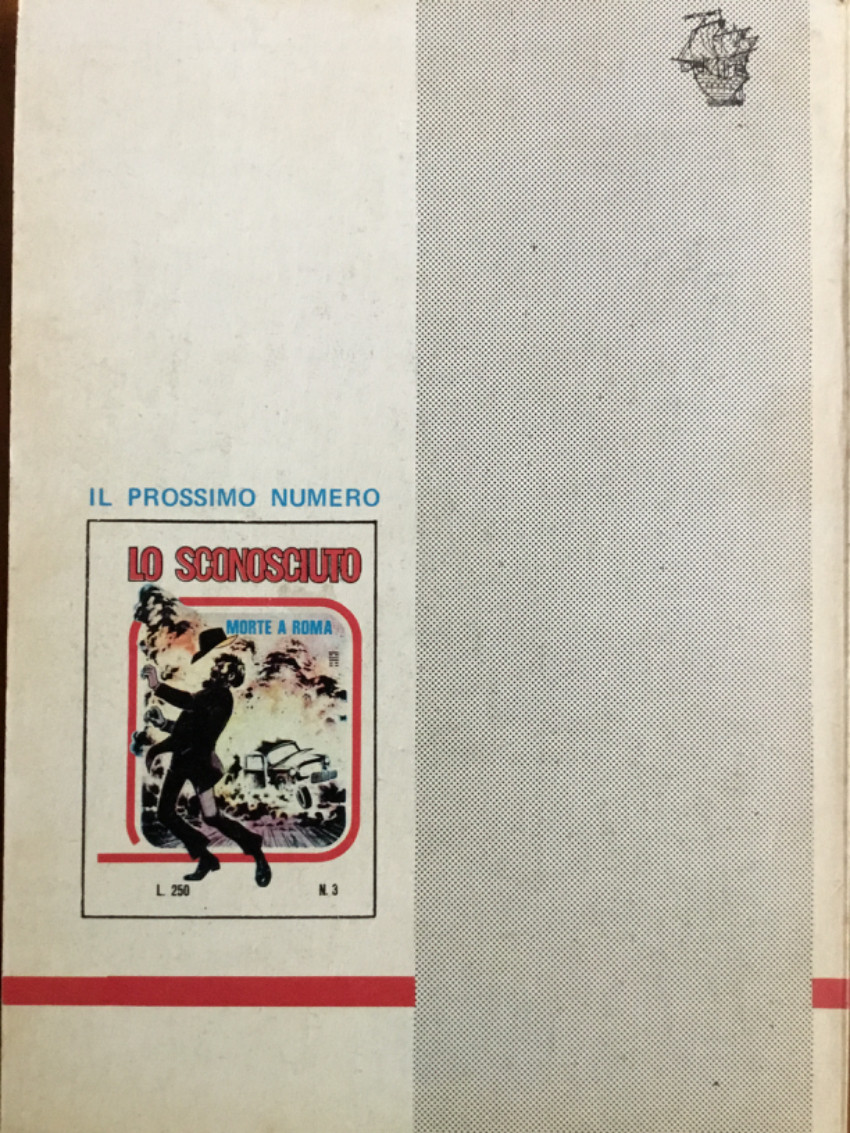 IL PROSSIMO NUMERO
LO SCONOSCIUTO
MORTE A ROMA
L. 250
N. 3